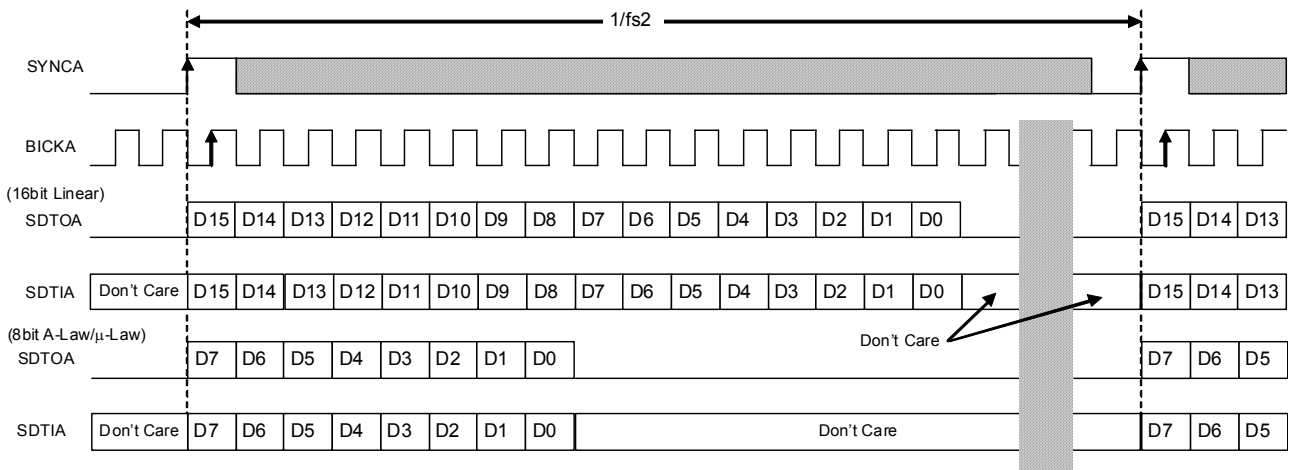 1/fs2
SYNCA
BICKA
(16bit Linear)
SDTOA D15 D14 D13 D12 D11 D10 D9 D8 D7 D6 D5 D4 D3 D2 D1 D0 D15 D14 D13
SDTIA Don't Care D15 D14 D13 D12 D11 D10 D9 D8 D7 D6 D5 D4 D3 D2 D1 D0 D15 D14 D13
Don't Care
(8bit A-Law/μ-Law)
SDTOA D7 D6 D5 D4 D3 D2 D1 D0 D7 D6 D5
SDTIA Don't Care D7 D6 D5 D4 D3 D2 D1 D0 Don't Care D7 D6 D5